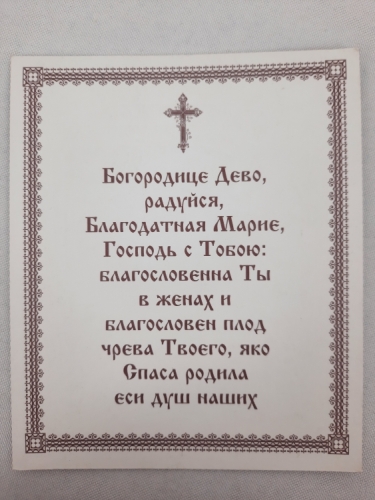 Богородице Дево,
радуйся,
Благодатная Марие,
Господь с Тобою:
благословенна Ты
в женах и
благословен плод
чрева Твоего, яко
Спаса родила
еси душ наших